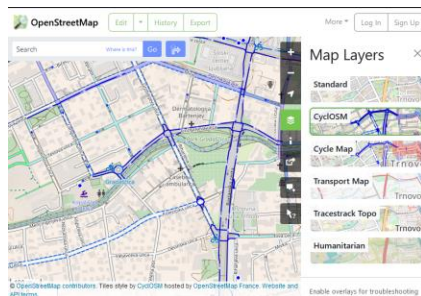 OpenStreetMap Edit History Export More Log In Sign Up
Search Where is this? Go
Map Layers
Standard
CyclOSM
Cycle Map
Transport Map
Tracestrack Topo
Humanitarian
Trnovo
Trnovo
Trnovo
Trnovo
Enable overlays for troubleshooting
© OpenStreetMap contributors. Tiles style by CyclOSM hosted by OpenStreetMap France. Website and
API terms